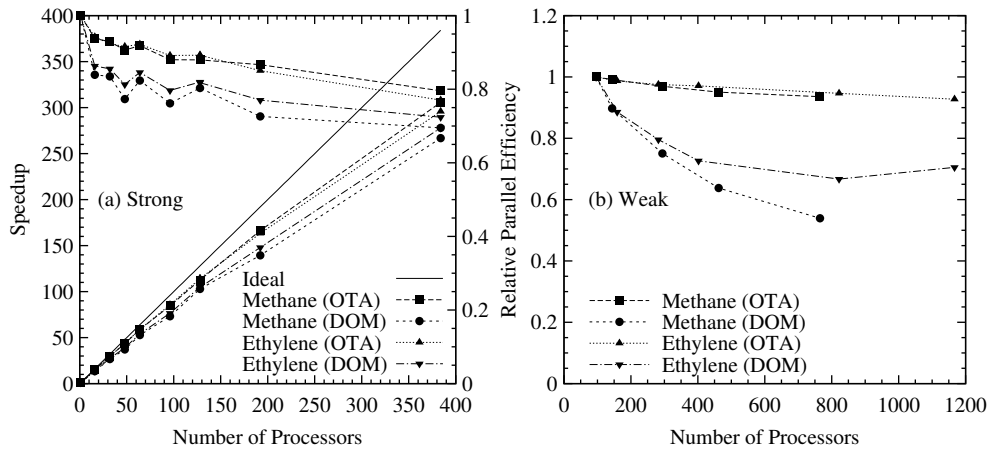 400
350
300
250
200
150
100
50
0
Speedup
(a) Strong
Ideal
Methane (OTA)
Methane (DOM)
Ethylene (OTA)
Ethylene (DOM)
0 50 100 150 200 250 300 350 400
Number of Processors
1
0.8
0.6
0.4
0.2
0
Relative Parallel Efficiency
1.2
1
0.8
0.6
0.4
0.2
0
(b) Weak
Methane (OTA)
Methane (DOM)
Ethylene (OTA)
Ethylene (DOM)
0 200 400 600 800 1000 1200
Number of Processors